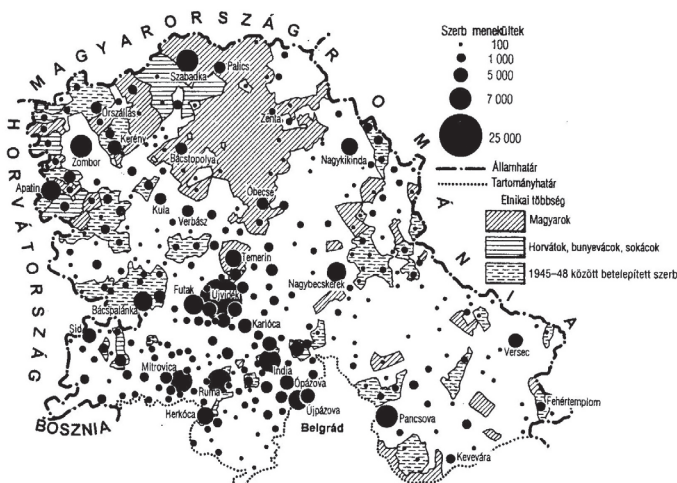 MAGYARORSZÁG
ROMÁNIA
HORVÁTORSZÁG
BOSZNIA
Szerb menekültek
100
1 000
5 000
7 000
25 000
Államhatár
Tartományhatár
Etnikai többség
Magyarok
Horvátok, bunyevácok, sokácok
1945–48 között betelepített szerb
Szabadka
Palics
Őrszállás
Zenta
Kerény
Zombor
Bácstopolya
Nagykikinda
Apatin
Óbecse
Kula
Verbász
Temerin
Nagybecskerek
Futak
Újvidék
Bácspalánka
Karlóca
Sid
Versec
Mitrovica
India
Ruma
Ópázova
Fehértemplom
Herkóca
Újpázova
Belgrád
Pancsova
Kevevára